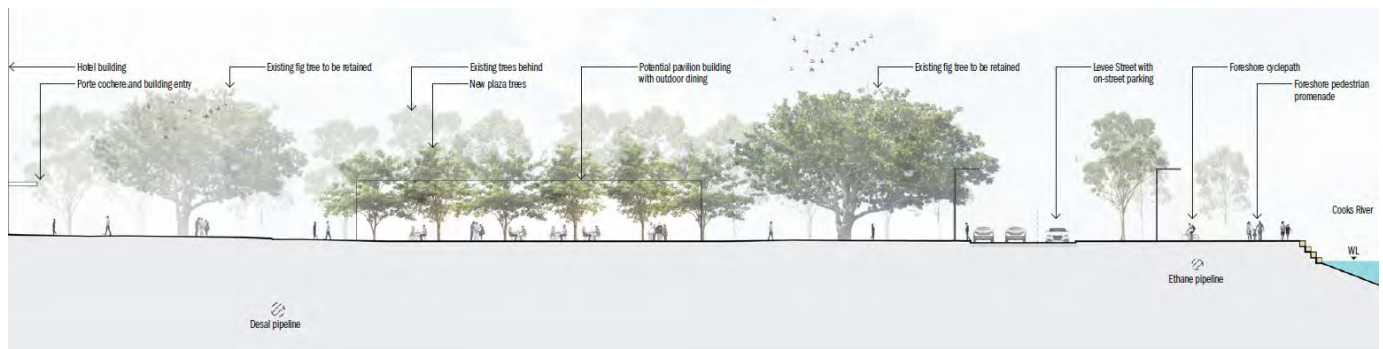 Hotel building
Porte cochere and building entry
Existing fig tree to be retained
Existing trees behind
New plaza trees
Potential pavilion building
with outdoor dining
Existing fig tree to be retained
Levee Street with
on-street parking
Foreshore cyclepath
Foreshore pedestrian
promenade
Cooks River
WL
Ethane pipeline
Desal pipeline